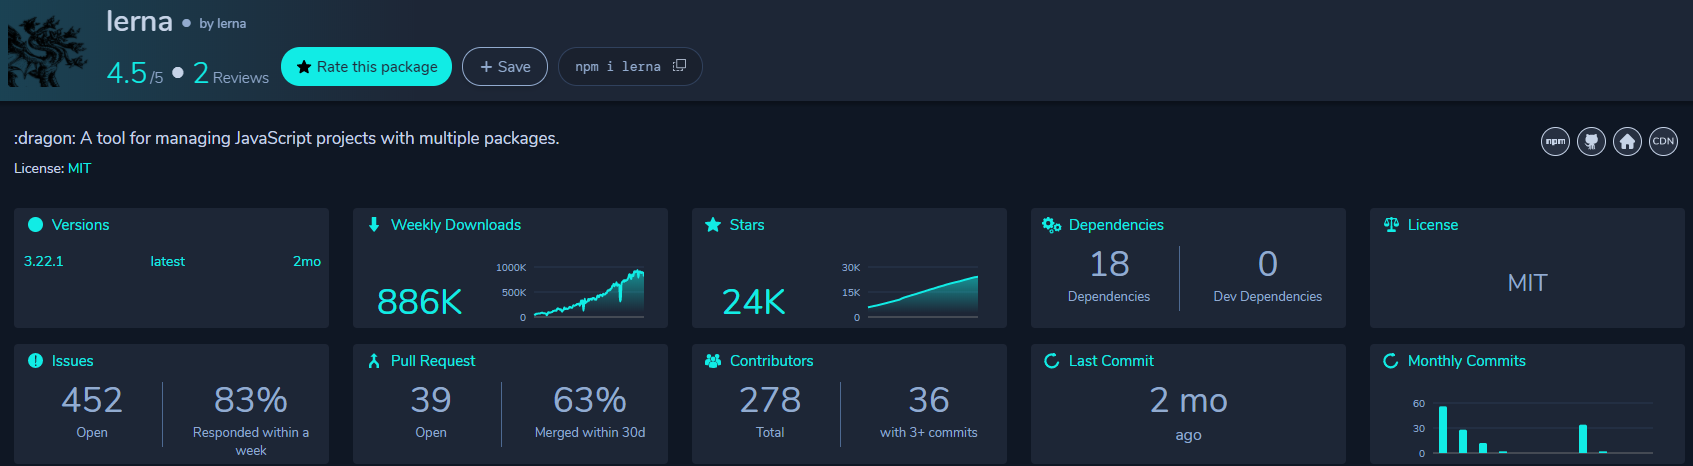 lerna • by lerna
4.5/5 • 2 Reviews
Rate this package
+ Save
npm i lerna
:dragon: A tool for managing JavaScript projects with multiple packages.
npm
CDN
License: MIT
Versions
3.22.1 latest 2mo
Weekly Downloads
886K
1000K
500K
0
Stars
24K
30K
15K
0
Dependencies
18
Dependencies
0
Dev Dependencies
License
MIT
Issues
452
Open
83%
Responded within a
week
Pull Request
39
Open
63%
Merged within 30d
Contributors
278
Total
36
with 3+ commits
Last Commit
2 mo
ago
Monthly Commits
60
30
0